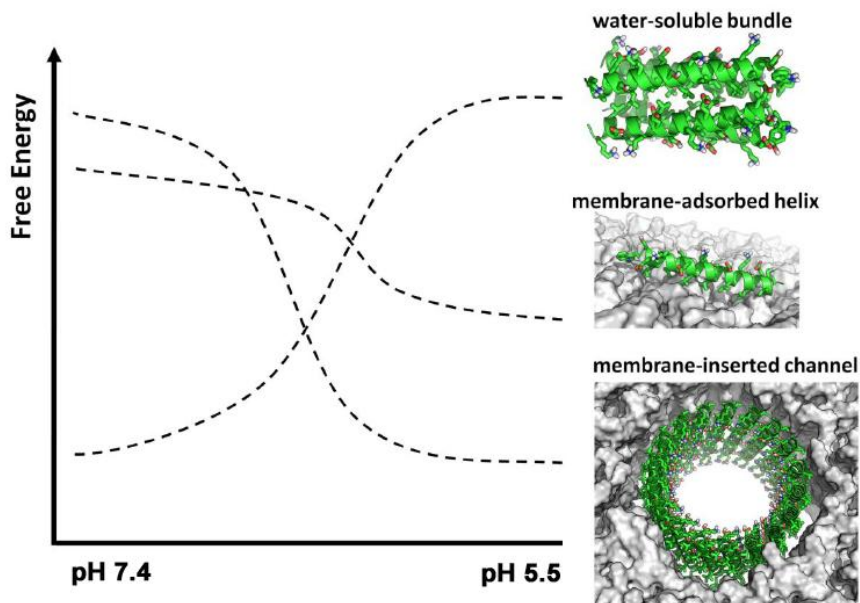 water-soluble bundle
Free Energy
membrane-adsorbed helix
membrane-inserted channel
pH 7.4
pH 5.5